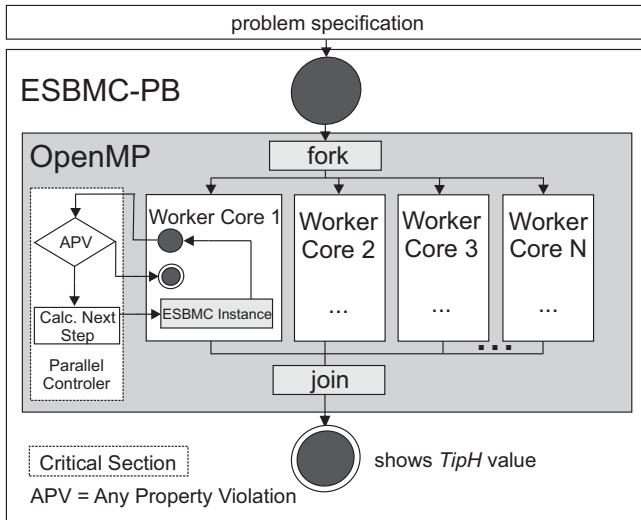 problem specification
ESBMC-PB
OpenMP
fork
Worker Core 1
APV
ESBMC Instance
Calc. Next
Step
Parallel
Controler
Worker
Core 2
...
Worker
Core 3
...
Worker
Core N
...
...
join
Critical Section
shows TipH value
APV = Any Property Violation